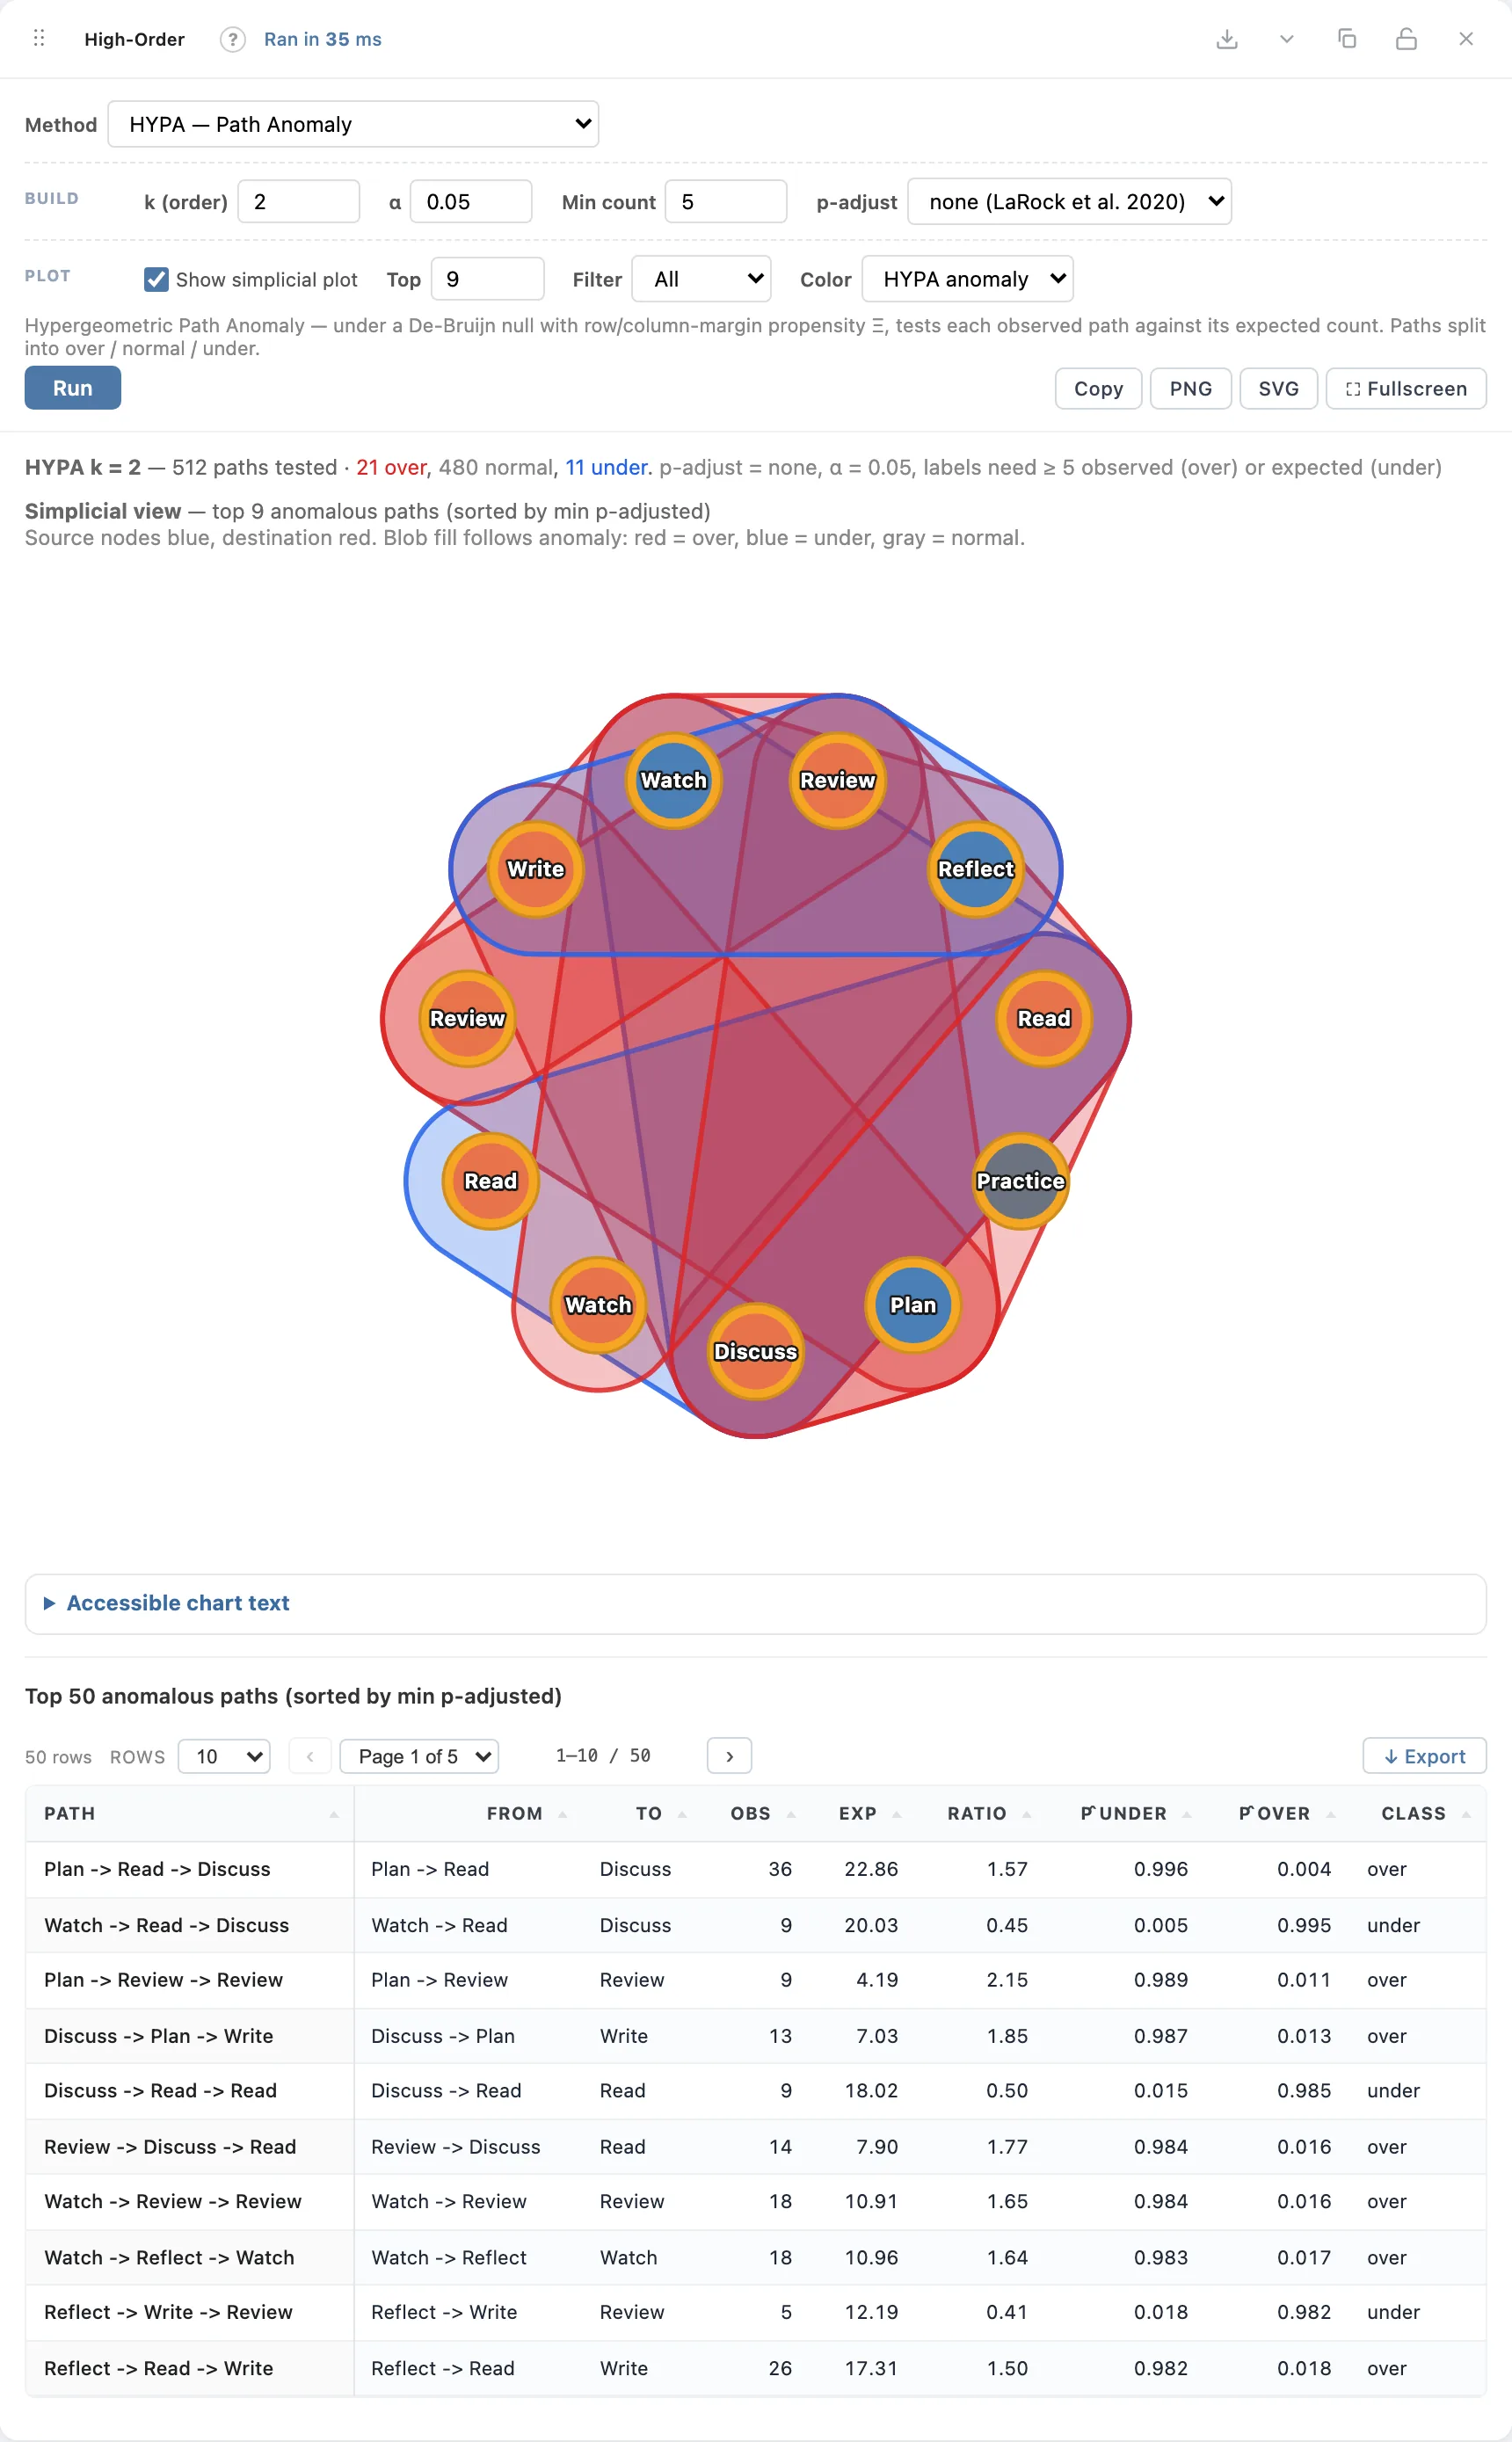 High-Order ? Ran in 35 ms
Method HYPA — Path Anomaly
BUILD k (order) 2 α 0.05 Min count 5 p-adjust none (LaRock et al. 2020)
PLOT Show simplicial plot Top 9 Filter All Color HYPA anomaly
Hypergeometric Path Anomaly — under a De-Bruijn null with row/column-margin propensity Ξ, tests each observed path against its expected count. Paths split
into over / normal / under.
Run Copy PNG SVG Fullscreen
HYPA k = 2 — 512 paths tested · 21 over, 480 normal, 11 under. p-adjust = none, α = 0.05, labels need ≥ 5 observed (over) or expected (under)
Simplicial view — top 9 anomalous paths (sorted by min p-adjusted)
Source nodes blue, destination red. Blob fill follows anomaly: red = over, blue = under, gray = normal.
Watch Review
Write Reflect
Review Read
Read Practice
Watch Plan
Discuss
Accessible chart text
Top 50 anomalous paths (sorted by min p-adjusted)
50 rows ROWS 10 ‹ Page 1 of 5 1–10 / 50 › ↓ Export
PATH FROM TO OBS EXP RATIO P̂ UNDER P̂ OVER CLASS
Plan -> Read -> Discuss Plan -> Read Discuss 36 22.86 1.57 0.996 0.004 over
Watch -> Read -> Discuss Watch -> Read Discuss 9 20.03 0.45 0.005 0.995 under
Plan -> Review -> Review Plan -> Review Review 9 4.19 2.15 0.989 0.011 over
Discuss -> Plan -> Write Discuss -> Plan Write 13 7.03 1.85 0.987 0.013 over
Discuss -> Read -> Read Discuss -> Read Read 9 18.02 0.50 0.015 0.985 under
Review -> Discuss -> Read Review -> Discuss Read 14 7.90 1.77 0.984 0.016 over
Watch -> Review -> Review Watch -> Review Review 18 10.91 1.65 0.984 0.016 over
Watch -> Reflect -> Watch Watch -> Reflect Watch 18 10.96 1.64 0.983 0.017 over
Reflect -> Write -> Review Reflect -> Write Review 5 12.19 0.41 0.018 0.982 under
Reflect -> Read -> Write Reflect -> Read Write 26 17.31 1.50 0.982 0.018 over